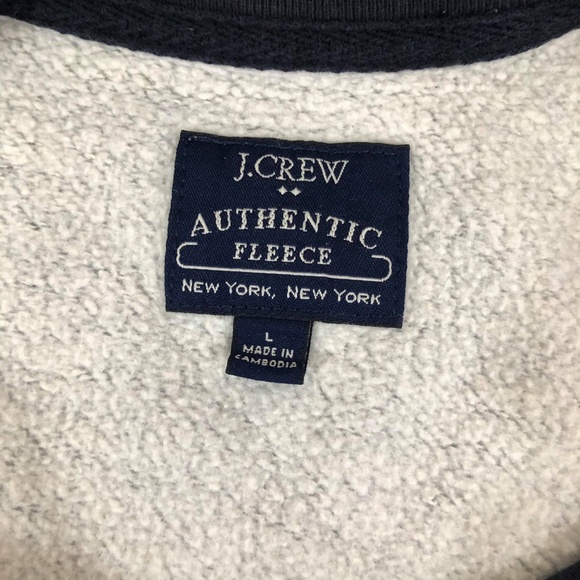 J.CREW
AUTHENTIC
FLEECE
NEW YORK, NEW YORK
L
MADE IN
CAMBODIA